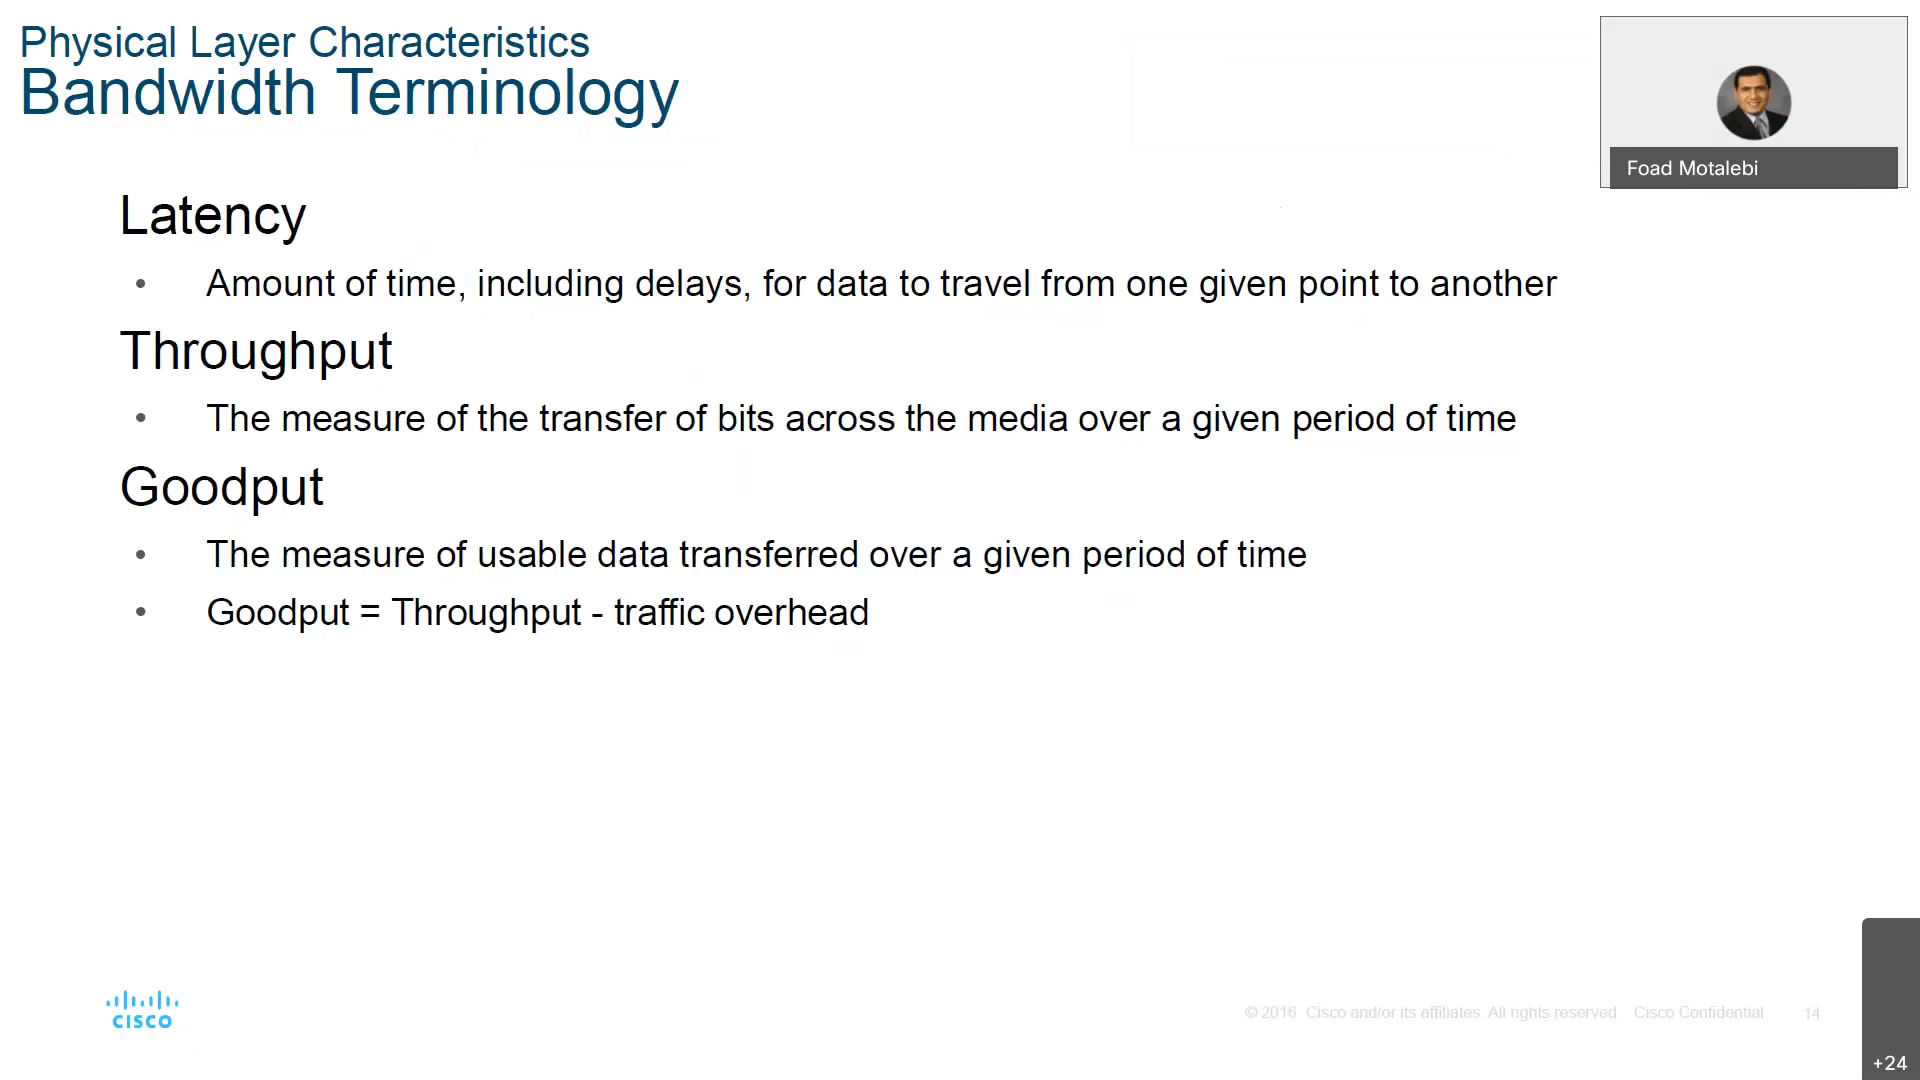 Physical Layer Characteristics
Bandwidth Terminology
Foad Motalebi
Latency
• Amount of time, including delays, for data to travel from one given point to another
Throughput
• The measure of the transfer of bits across the media over a given period of time
Goodput
• The measure of usable data transferred over a given period of time
• Goodput = Throughput - traffic overhead
CISCO
© 2016 Cisco and/or its affiliates. All rights reserved. Cisco Confidential 14
+24